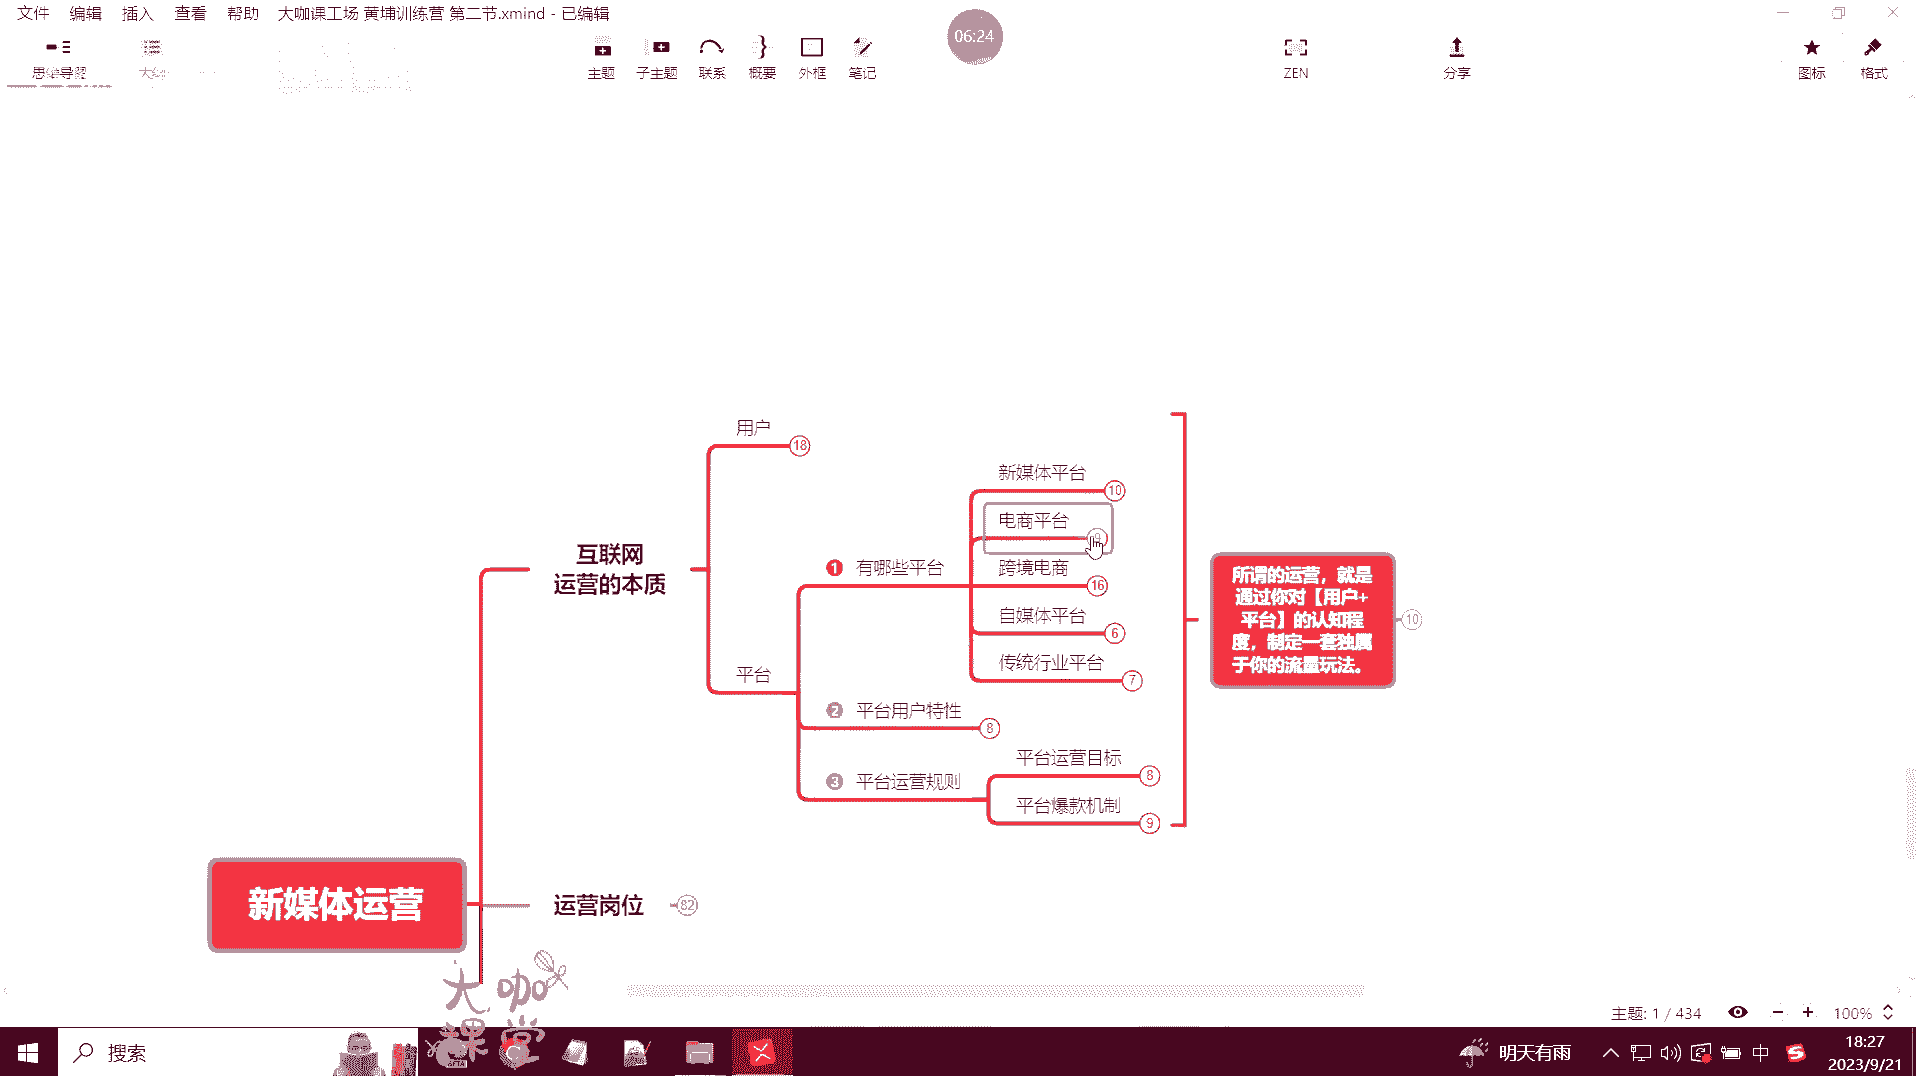 文件 编辑 插入 查看 帮助 大咖课工场 黄埔训练营 第二节.xmind - 已编辑
06:24
思维导图 大纲 主题 子主题 联系 概要 外框 笔记 ZEN 分享 图标 格式
用户 18
新媒体平台 10
电商平台
互联网
运营的本质
1 有哪些平台
跨境电商 16
自媒体平台 6
传统行业平台 7
平台
2 平台用户特性 8
3 平台运营规则
平台运营目标 8
平台爆款机制 9
所谓的运营，就是
通过你对【用户+
平台】的认知程
度，制定一套独属
于你的流量玩法。
10
新媒体运营
运营岗位 82
大咖
课堂
主题: 1 / 434 100%
搜索
明天有雨 中
18:27
2023/9/21